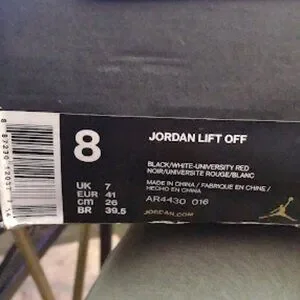 8
JORDAN LIFT OFF
BLACK/WHITE-UNIVERSITY RED
NOIR/UNIVERSITE ROUGE/BLANC
UK 7
EUR 41
cm 26
BR 39.5
MADE IN CHINA / FABRIQUE EN CHINE /
HECHO EN CHINA
AR4430 016
JORDAN.COM